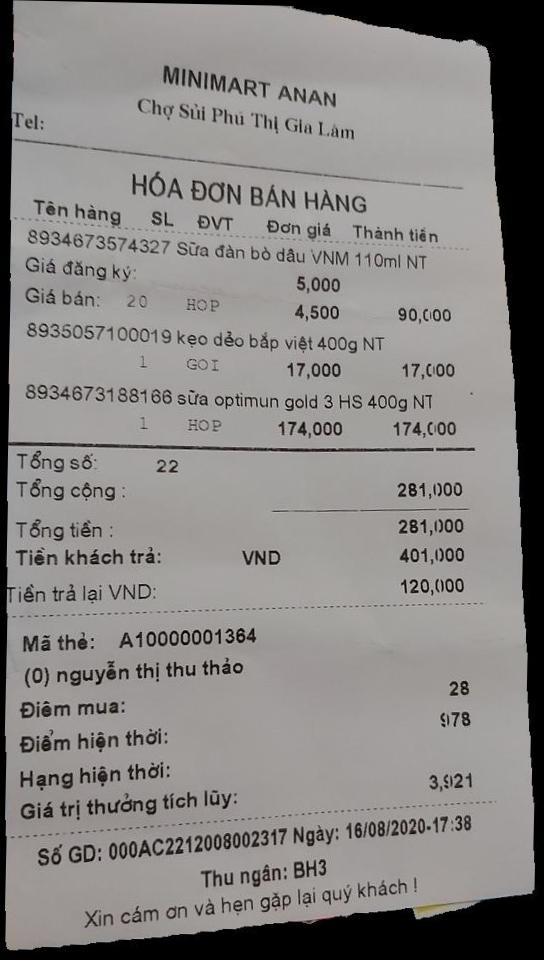 MINIMART ANAN
Chợ Sủi Phú Thị Gia Lâm
Tel:
HÓA ĐƠN BÁN HÀNG
Tên hàng SL ĐVT Đơn giá Thành tiền
8934673574327 Sữa đàn bò dâu VNM 110ml NT
Giá đăng ký: 5,000
Giá bán: 20 HOP 4,500 90,000
8935057100019 kẹo dẻo bắp việt 400g NT
1 GOI 17,000 17,000
8934673188166 sữa optimun gold 3 HS 400g NT
1 HOP 174,000 174,000
Tổng số: 22
Tổng cộng : 281,000
Tổng tiền : 281,000
Tiền khách trả: VND 401,000
Tiền trả lại VND: 120,000
Mã thẻ: A10000001364
(0) nguyễn thị thu thảo
Điêm mua: 28
Điểm hiện thời: 978
Hạng hiện thời:
Giá trị thưởng tích lũy: 3,921
Số GD: 000AC2212008002317 Ngày: 16/08/2020-17:38
Thu ngân: BH3
Xin cám ơn và hẹn gặp lại quý khách !